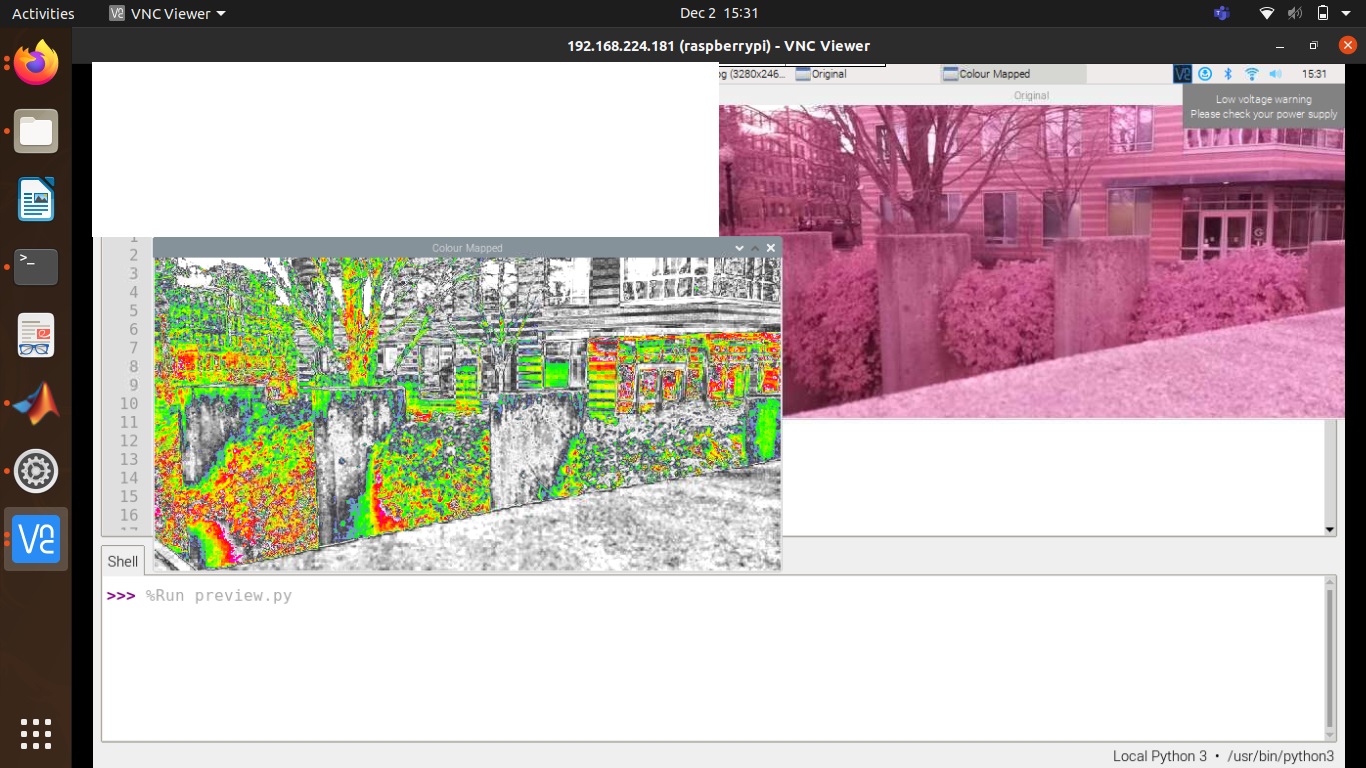 Activities
VNC Viewer
Dec 2 15:31
192.168.224.181 (raspberrypi) - VNC Viewer
og (3280x246...
Original
Colour Mapped
15:31
Original
Low voltage warning
Please check your power supply
Colour Mapped
1
2
3
4
5
6
7
8
9
10
11
12
13
14
15
16
17
Shell
>>> %Run preview.py
Local Python 3 • /usr/bin/python3